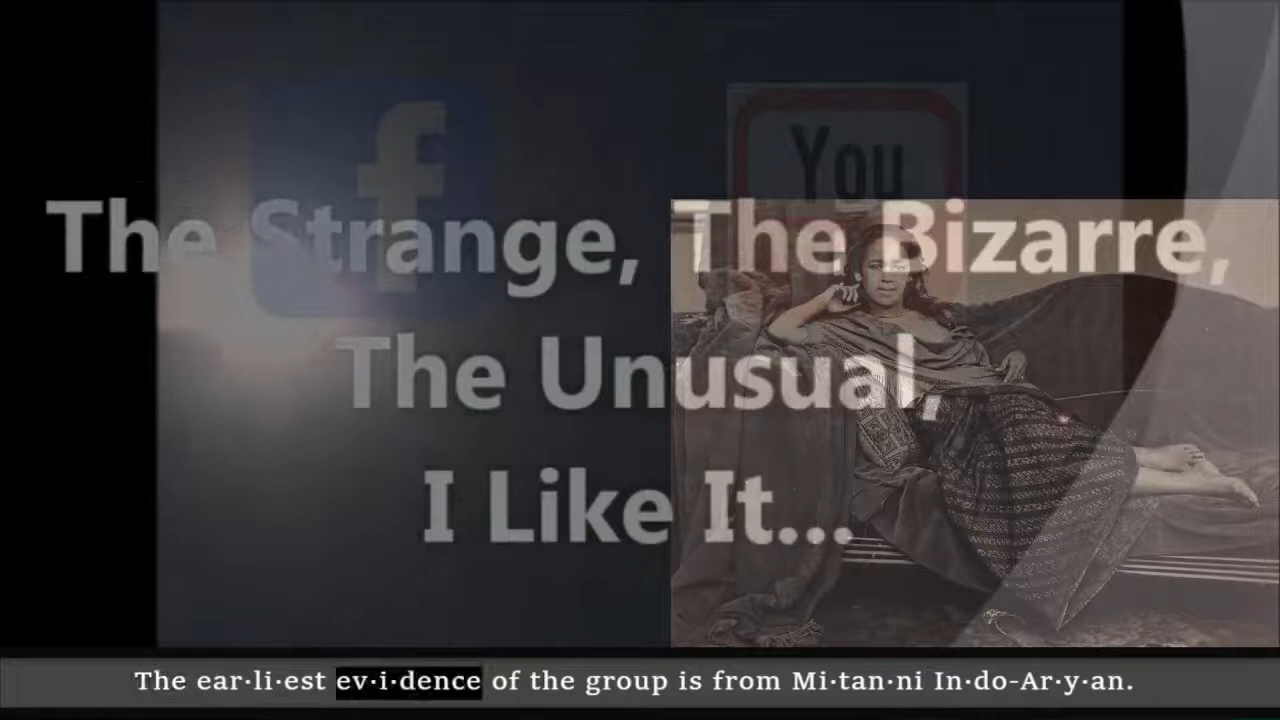 f
You
The Strange, The Bizarre,
The Unusual,
I Like It...
The ear·li·est ev·i·dence of the group is from Mi·tan·ni In·do-Ar·y·an.